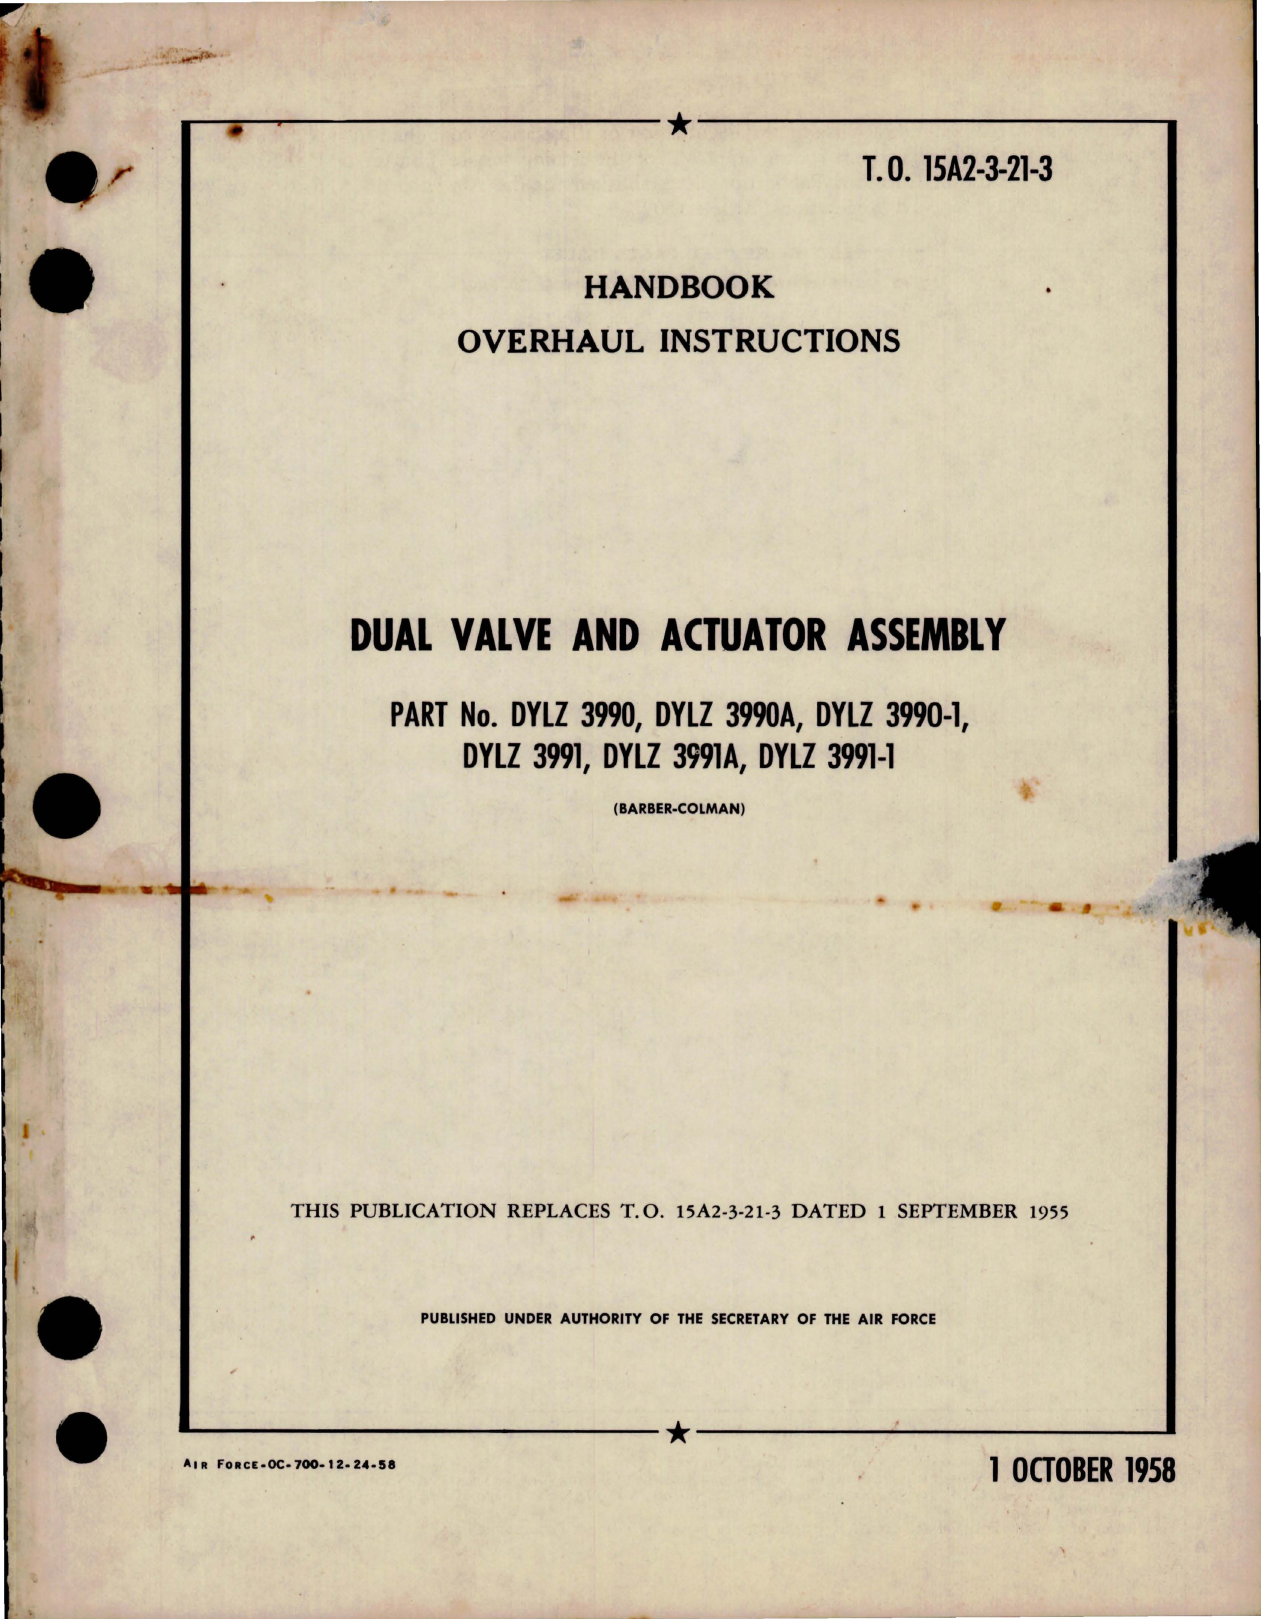 T.O. 15A2-3-21-3
HANDBOOK
OVERHAUL INSTRUCTIONS
DUAL VALVE AND ACTUATOR ASSEMBLY
PART No. DYLZ 3990, DYLZ 3990A, DYLZ 3990-1,
DYLZ 3991, DYLZ 3991A, DYLZ 3991-1
(BARBER-COLMAN)
THIS PUBLICATION REPLACES T.O. 15A2-3-21-3 DATED 1 SEPTEMBER 1955
PUBLISHED UNDER AUTHORITY OF THE SECRETARY OF THE AIR FORCE
AIR FORCE-OC-700-12-24-58
1 OCTOBER 1958